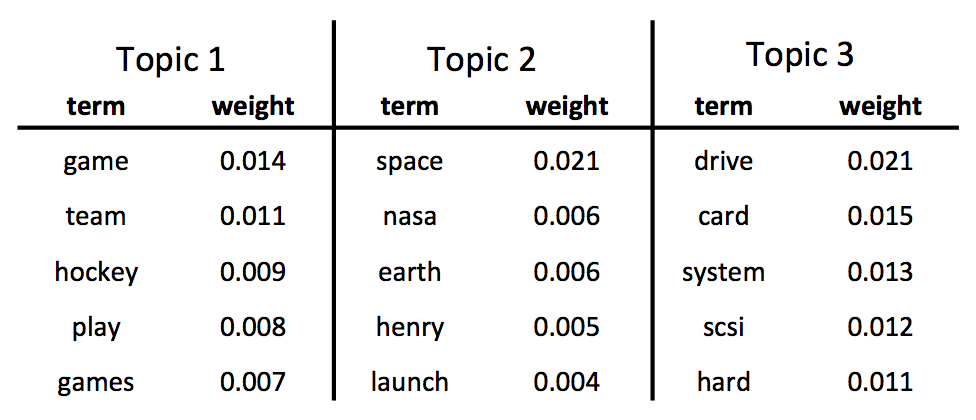 Topic 1 Topic 2 Topic 3
term weight term weight term weight
game 0.014 space 0.021 drive 0.021
team 0.011 nasa 0.006 card 0.015
hockey 0.009 earth 0.006 system 0.013
play 0.008 henry 0.005 scsi 0.012
games 0.007 launch 0.004 hard 0.011